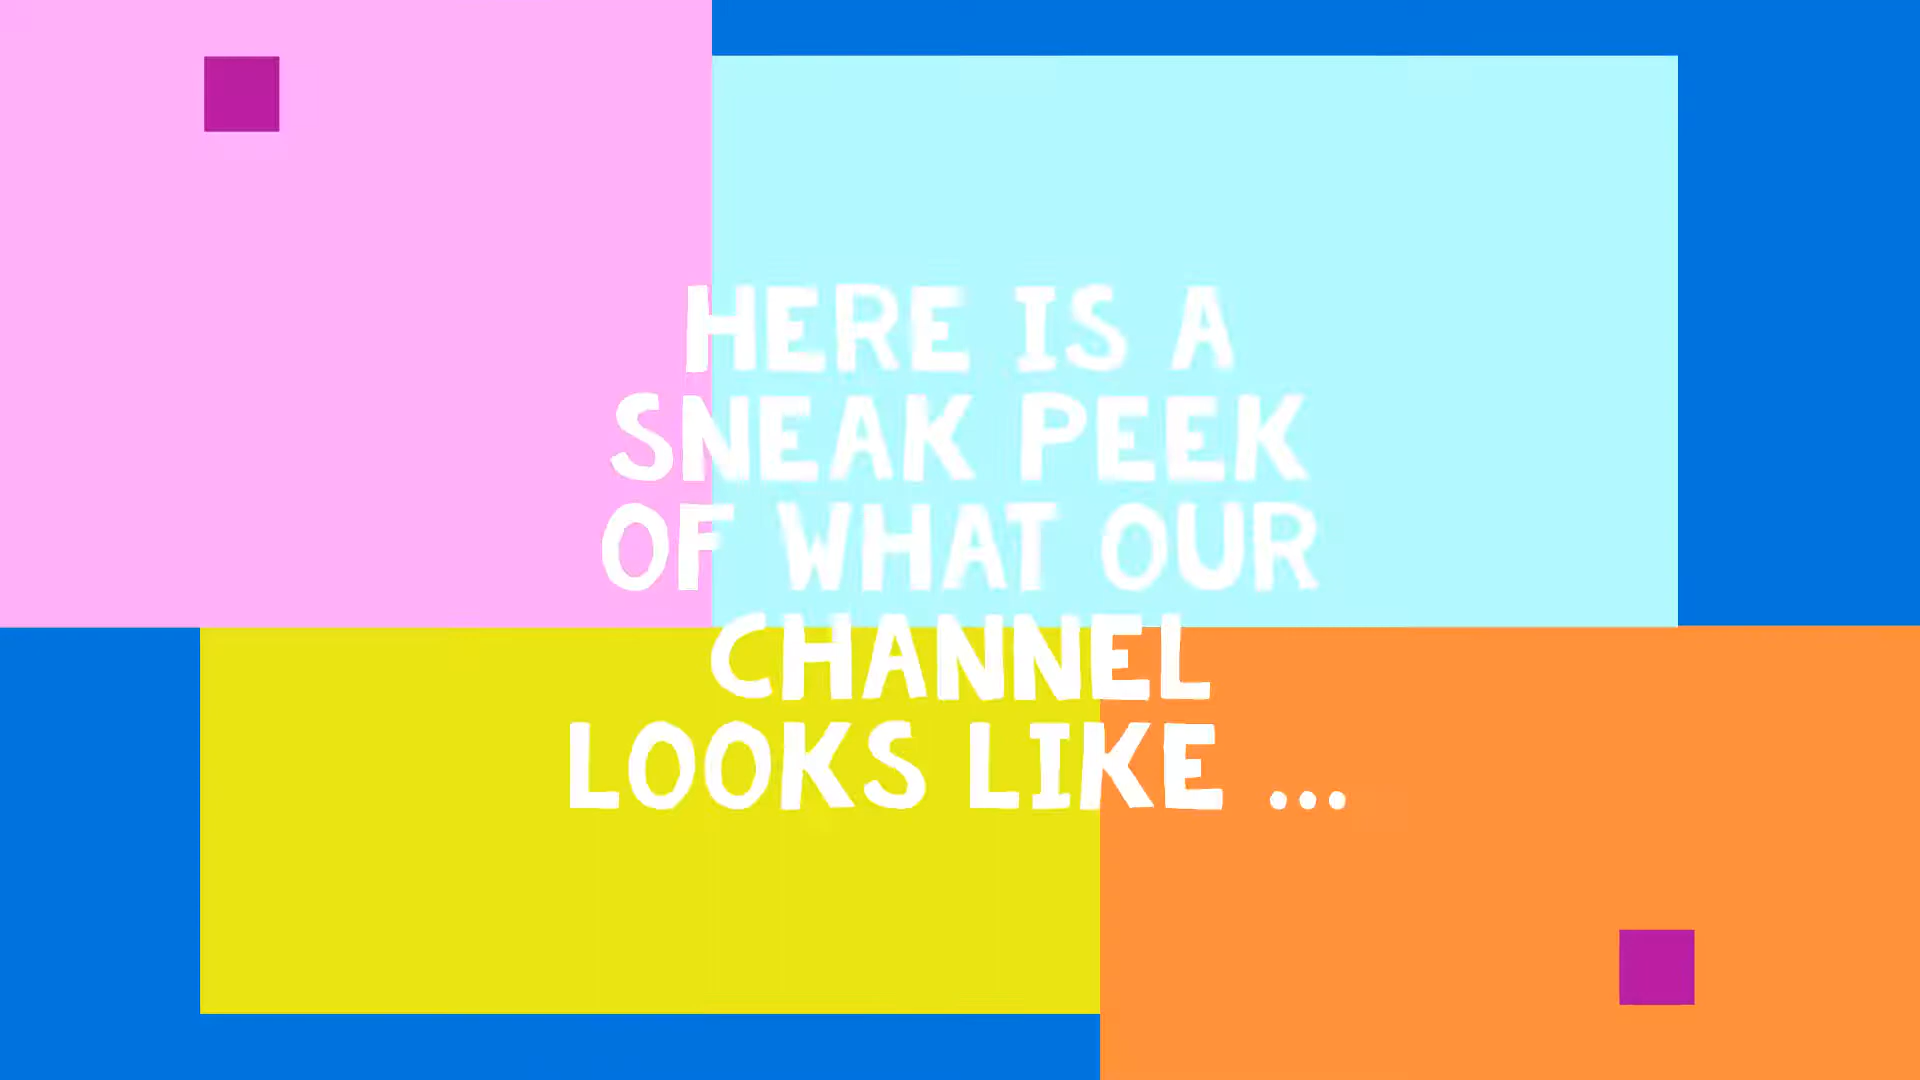 HERE IS A
SNEAK PEEK
OF WHAT OUR
CHANNEL
LOOKS LIKE ...